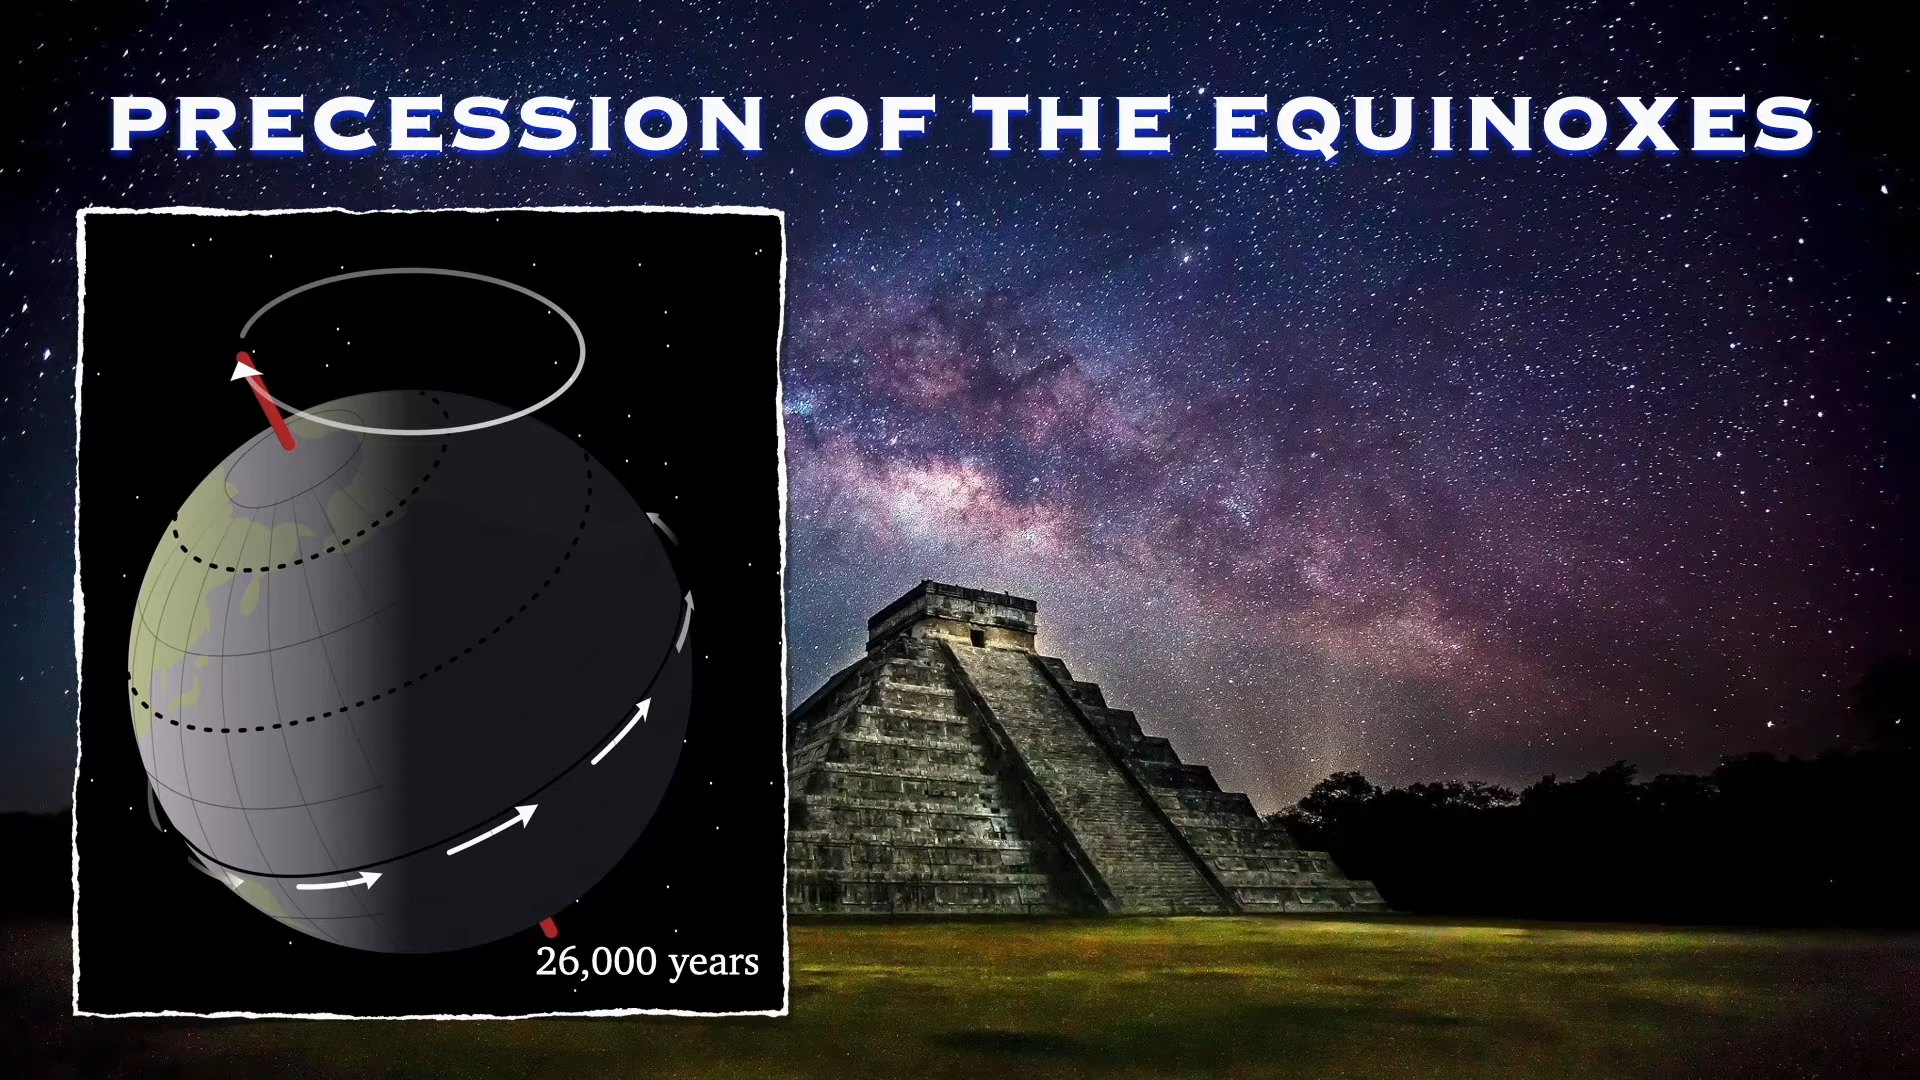 PRECESSION OF THE EQUINOXES
26,000 years